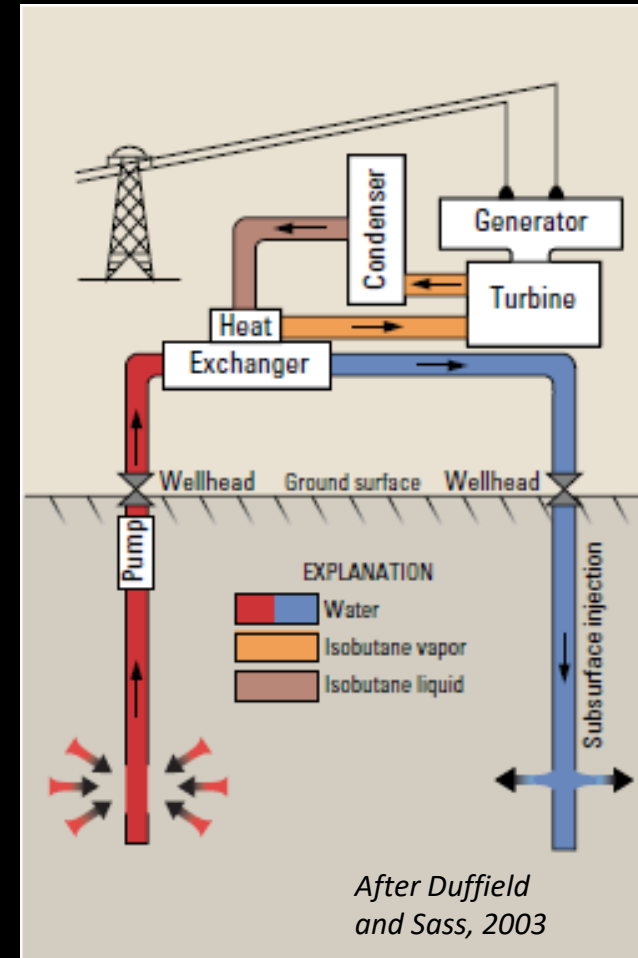 Condenser
Generator
Turbine
Heat
Exchanger
Wellhead
Ground surface
Wellhead
Pump
EXPLANATION
Water
Isobutane vapor
Isobutane liquid
Subsurface injection
After Duffield
and Sass, 2003